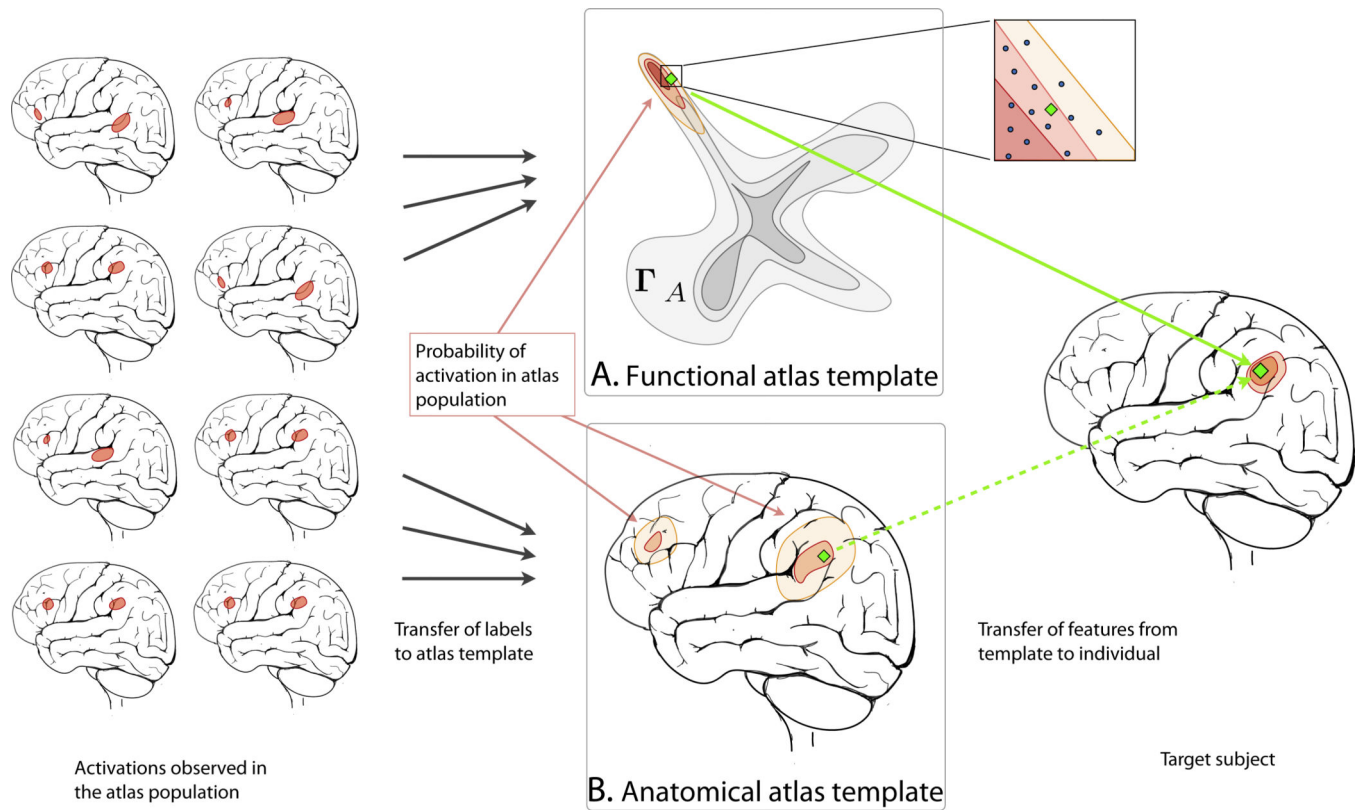 Γ A
A. Functional atlas template
Probability of
activation in atlas
population
Transfer of labels
to atlas template
Transfer of features from
template to individual
Activations observed in
the atlas population
B. Anatomical atlas template
Target subject